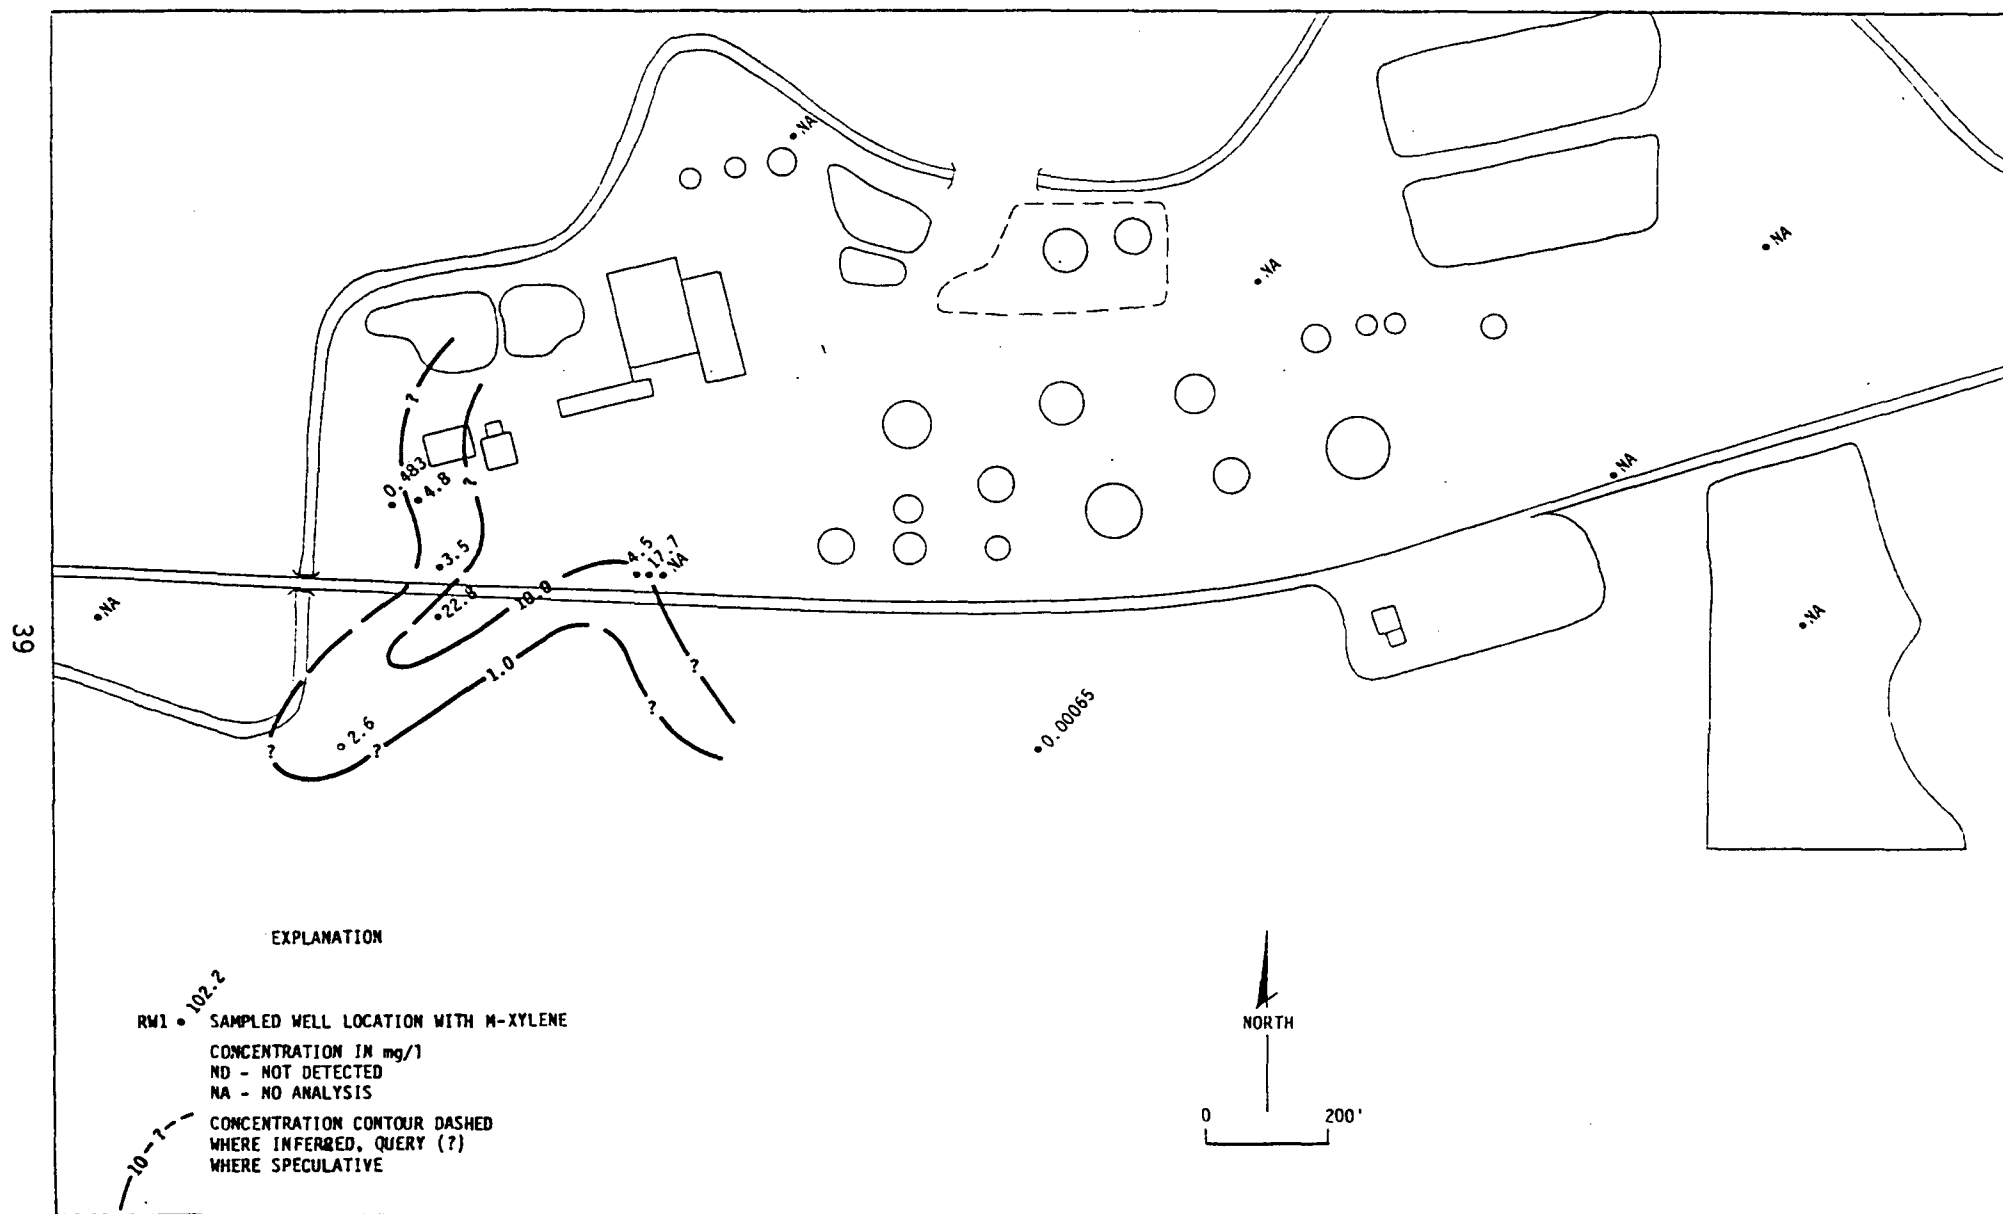 NA
NA
NA
?
0.483
4.8
?
3.5
4.5
17.7
NA
NA
NA
22.8
10.0
NA
1.0
?
?
2.6
?
?
0.00065
39
EXPLANATION
102.2
RW1 • SAMPLED WELL LOCATION WITH M-XYLENE
CONCENTRATION IN mg/l
ND - NOT DETECTED
NA - NO ANALYSIS
10-?-- CONCENTRATION CONTOUR DASHED
WHERE INFERRED, QUERY (?)
WHERE SPECULATIVE
NORTH
0 200'